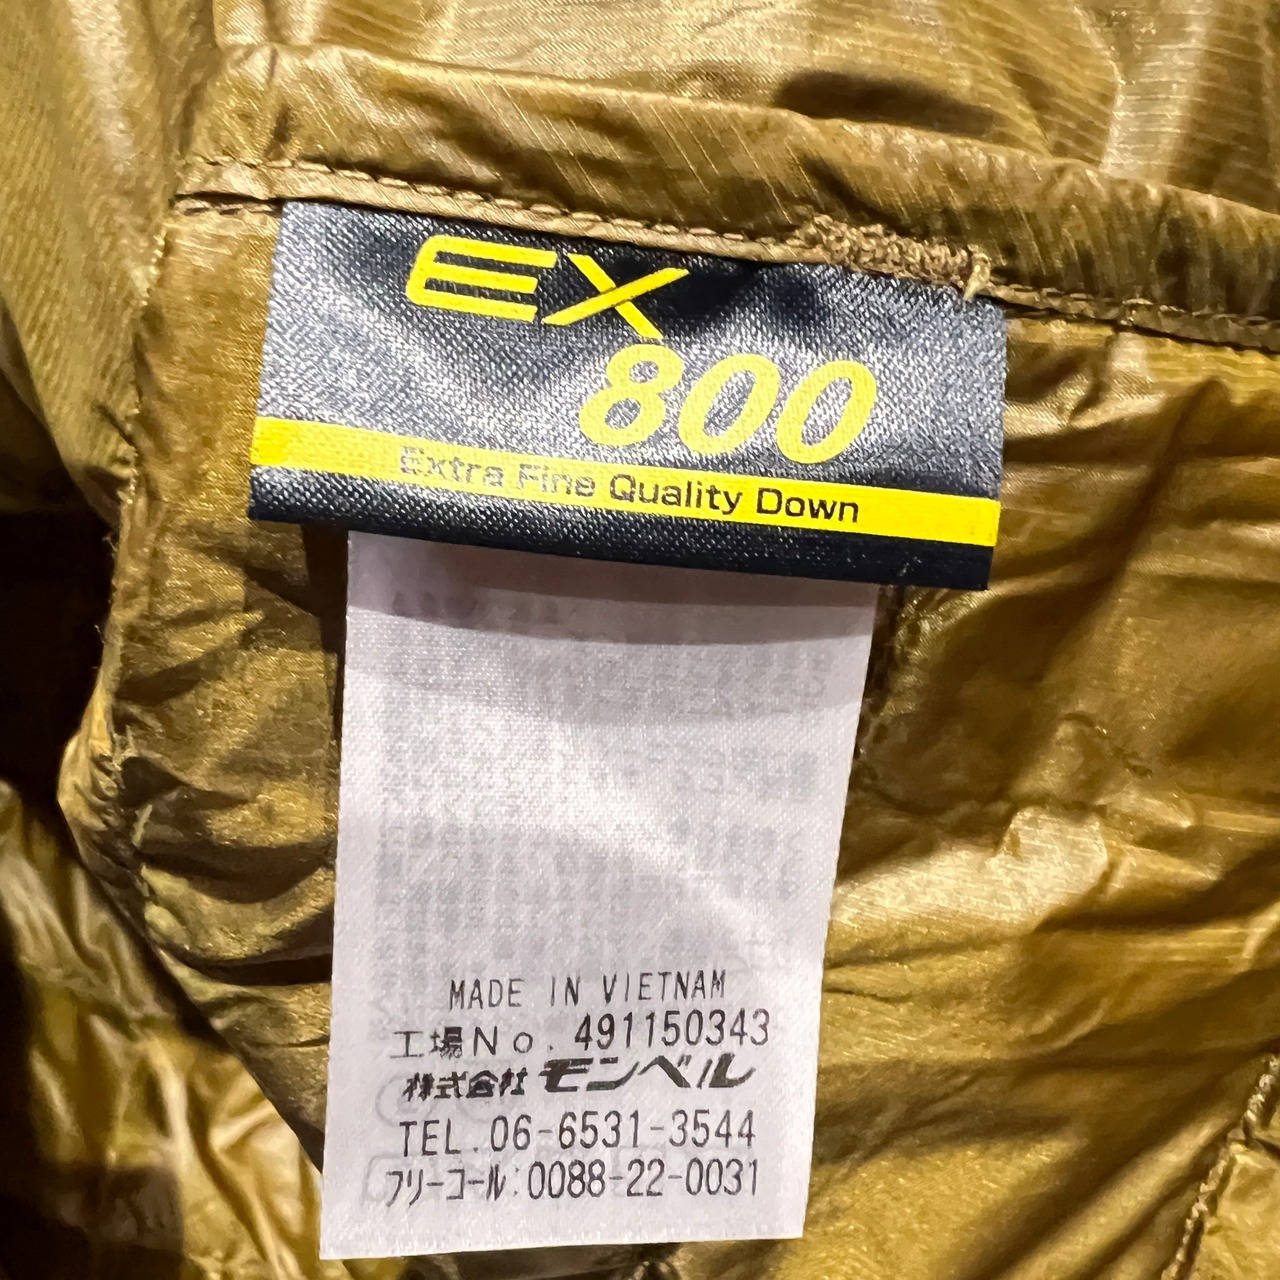 EX
800
Extra Fine Quality Down
MADE IN VIETNAM
工場No. 491150343
株式会社 モンベル
TEL. 06-6531-3544
フリーコール:0088-22-0031